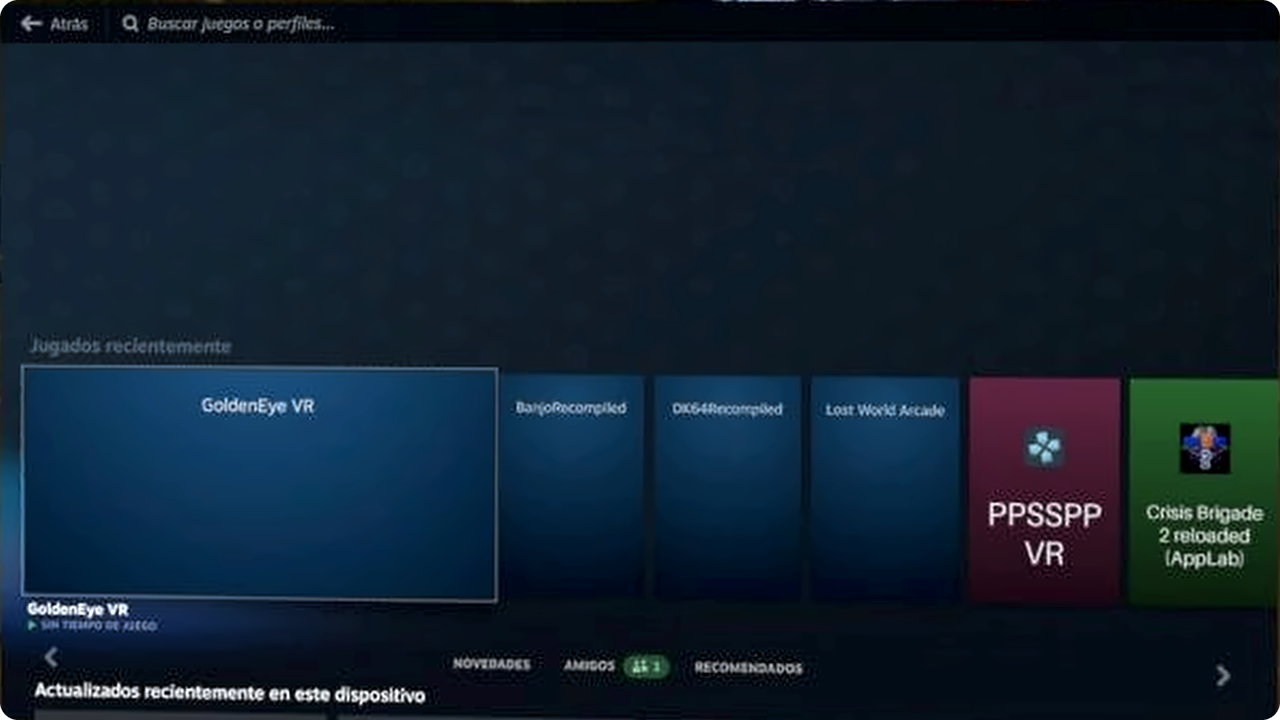 Atrás
Buscar juegos o perfiles...
Jugados recientemente
GoldenEye VR
BanjoRecompiled
DK64Recompiled
Lost World Arcade
PPSSPP
VR
Crisis Brigade
2 reloaded
(AppLab)
GoldenEye VR
SIN TIEMPO DE JUEGO
NOVEDADES
AMIGOS 1
RECOMENDADOS
Actualizados recientemente en este dispositivo